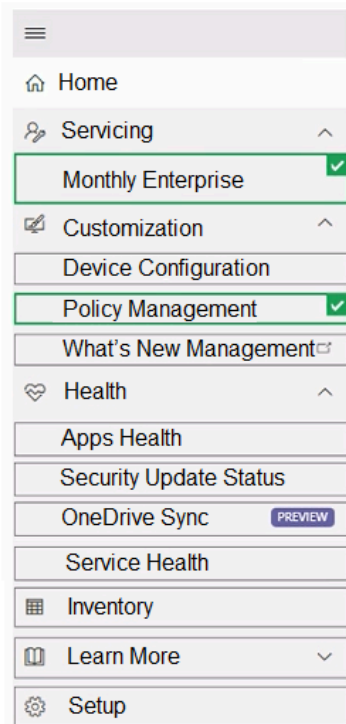 Home
Servicing
Monthly Enterprise
Customization
Device Configuration
Policy Management
What's New Management
Health
Apps Health
Security Update Status
OneDrive Sync PREVIEW
Service Health
Inventory
Learn More
Setup